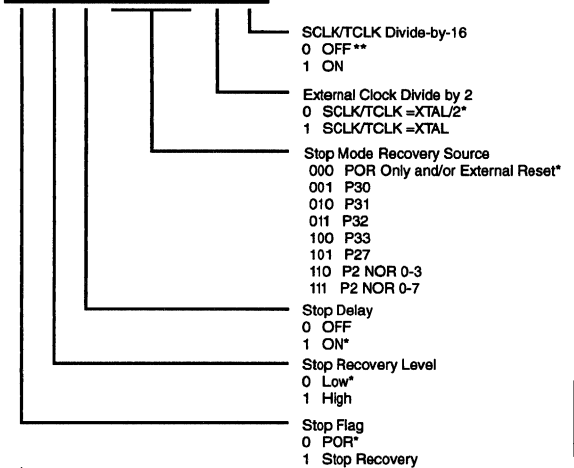 SCLK/TCLK Divide-by-16
0 OFF**
1 ON
External Clock Divide by 2
0 SCLK/TCLK =XTAL/2*
1 SCLK/TCLK =XTAL
Stop Mode Recovery Source
000 POR Only and/or External Reset*
001 P30
010 P31
011 P32
100 P33
101 P27
110 P2 NOR 0-3
111 P2 NOR 0-7
Stop Delay
0 OFF
1 ON*
Stop Recovery Level
0 Low*
1 High
Stop Flag
0 POR*
1 Stop Recovery